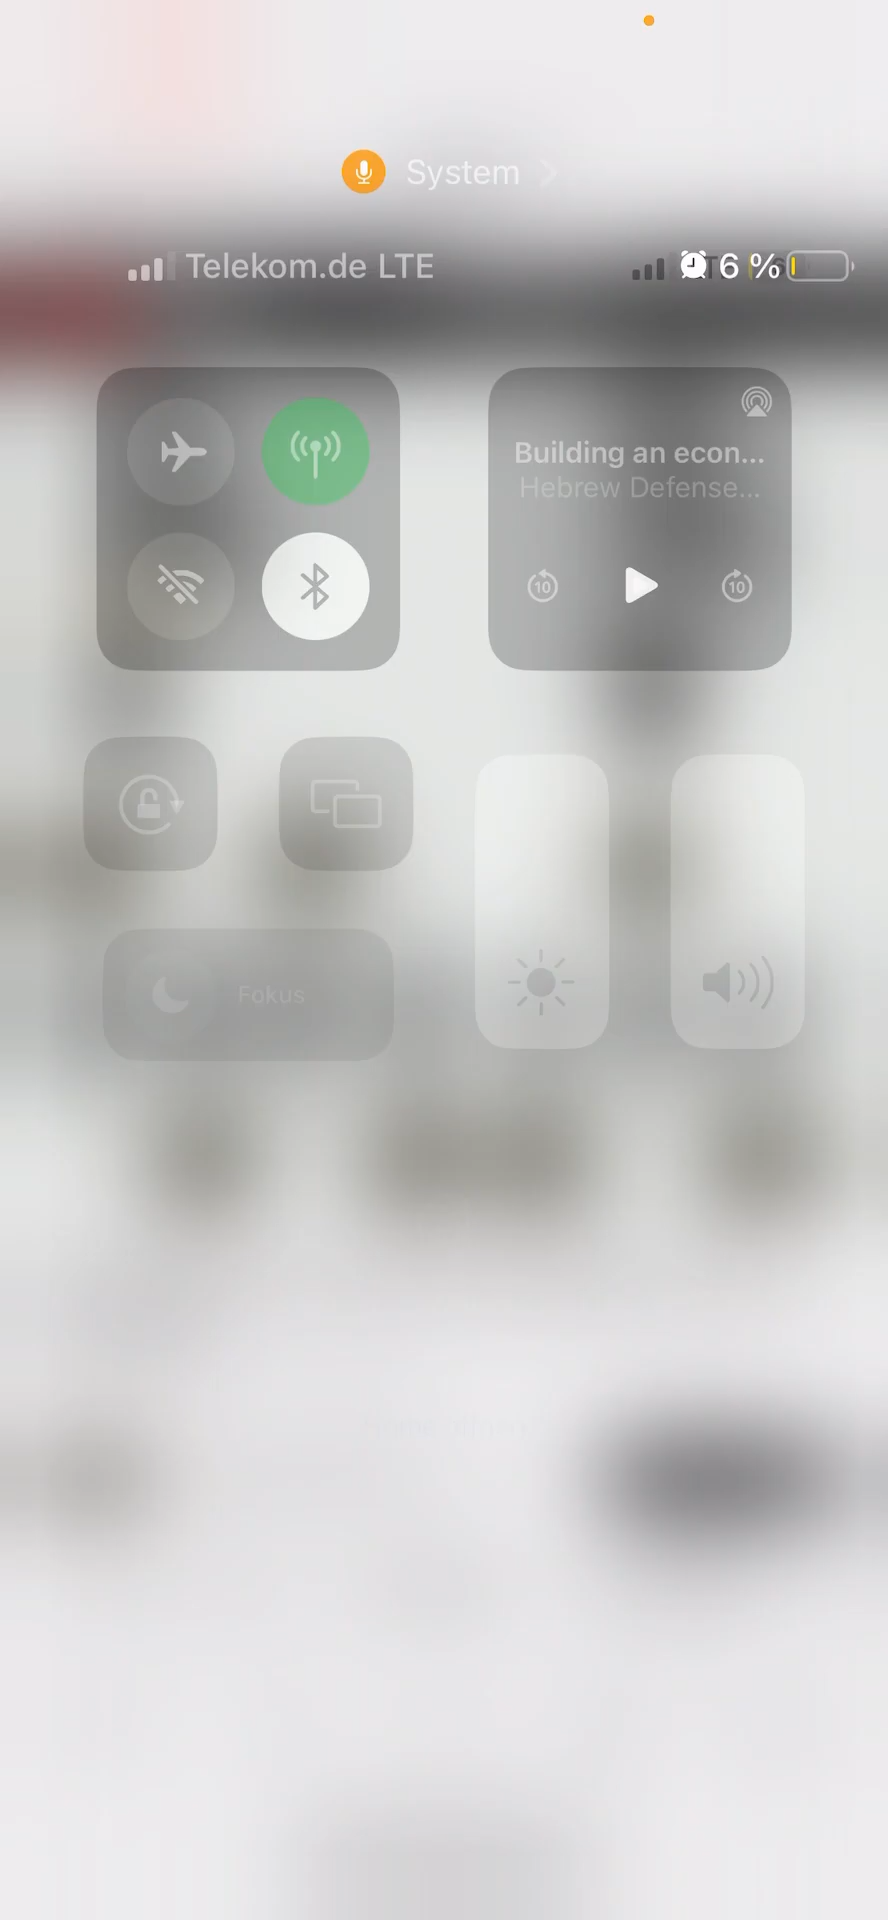 System
Telekom.de LTE 6 %
Building an econ...
Hebrew Defense...
10 10
Fokus